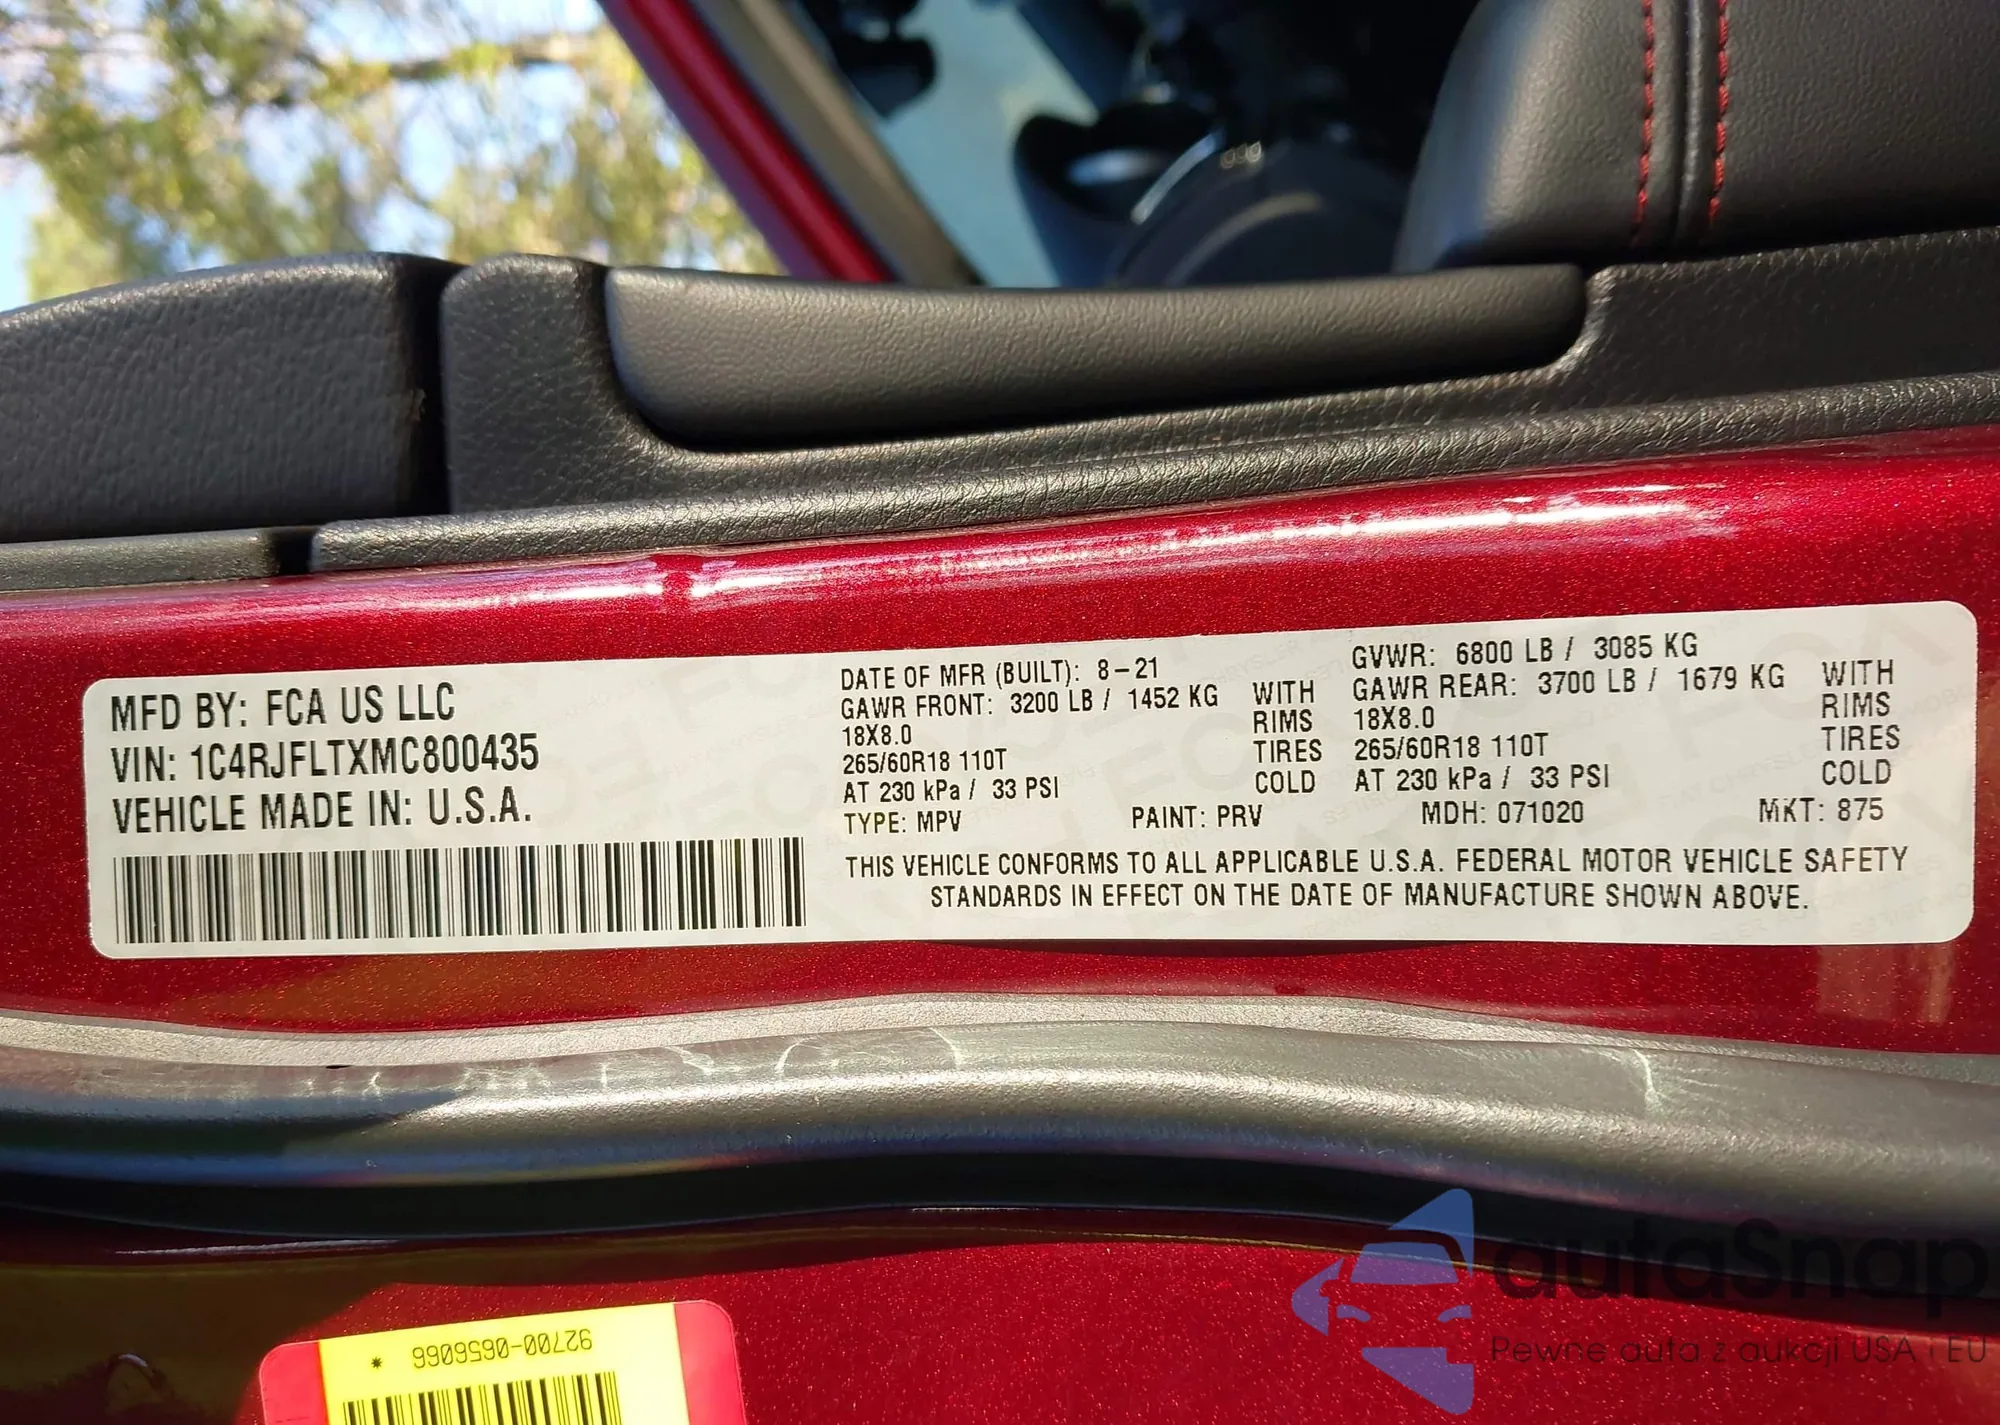 MFD BY: FCA US LLC
VIN: 1C4RJFLTXMC800435
VEHICLE MADE IN: U.S.A.
DATE OF MFR (BUILT): 8-21
GAWR FRONT: 3200 LB / 1452 KG WITH
18X8.0 RIMS
265/60R18 110T TIRES
AT 230 kPa / 33 PSI COLD
GVWR: 6800 LB / 3085 KG
GAWR REAR: 3700 LB / 1679 KG WITH
18X8.0 RIMS
265/60R18 110T TIRES
AT 230 kPa / 33 PSI COLD
TYPE: MPV PAINT: PRV MDH: 071020 MKT: 875
THIS VEHICLE CONFORMS TO ALL APPLICABLE U.S.A. FEDERAL MOTOR VEHICLE SAFETY
STANDARDS IN EFFECT ON THE DATE OF MANUFACTURE SHOWN ABOVE.
92700-0656066 *
autaSnap
Pewne auta z aukcji USA i EU